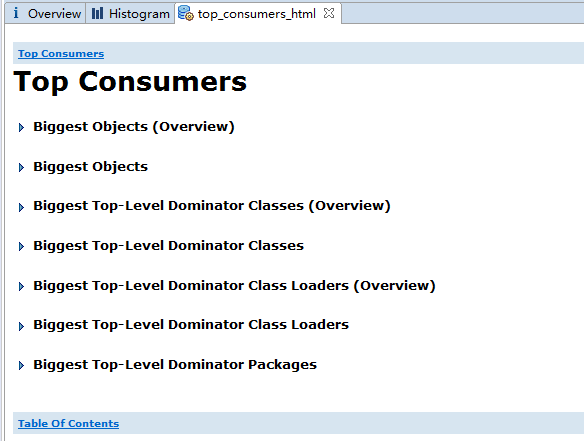 i Overview Histogram top_consumers_html
Top Consumers
Top Consumers
Biggest Objects (Overview)
Biggest Objects
Biggest Top-Level Dominator Classes (Overview)
Biggest Top-Level Dominator Classes
Biggest Top-Level Dominator Class Loaders (Overview)
Biggest Top-Level Dominator Class Loaders
Biggest Top-Level Dominator Packages
Table Of Contents